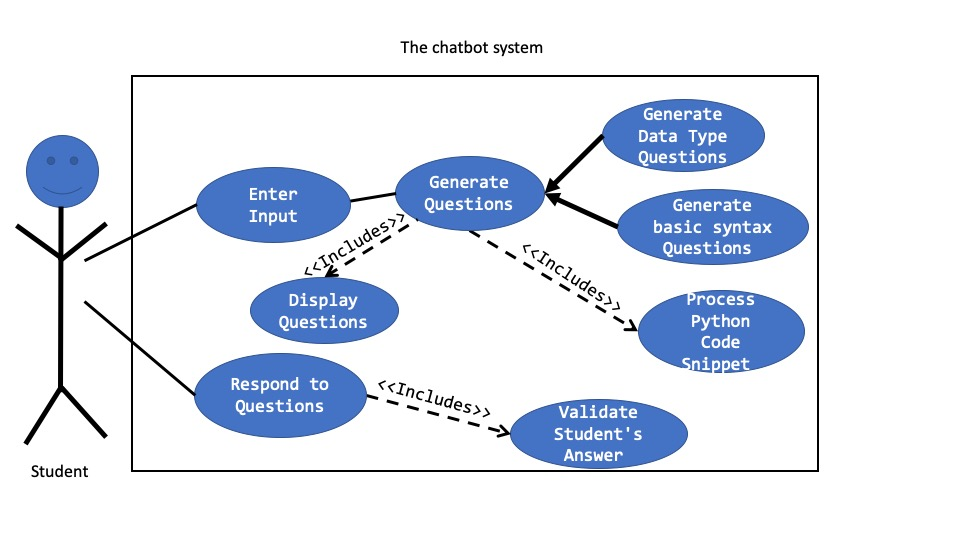 The chatbot system
Generate
Data Type
Questions
Generate
Questions
Enter
Input
Generate
basic syntax
Questions
<<Includes>>
<<Includes>>
Display
Questions
Process
Python
Code
Snippet
Respond to
Questions
<<Includes>>
Validate
Student's
Answer
Student